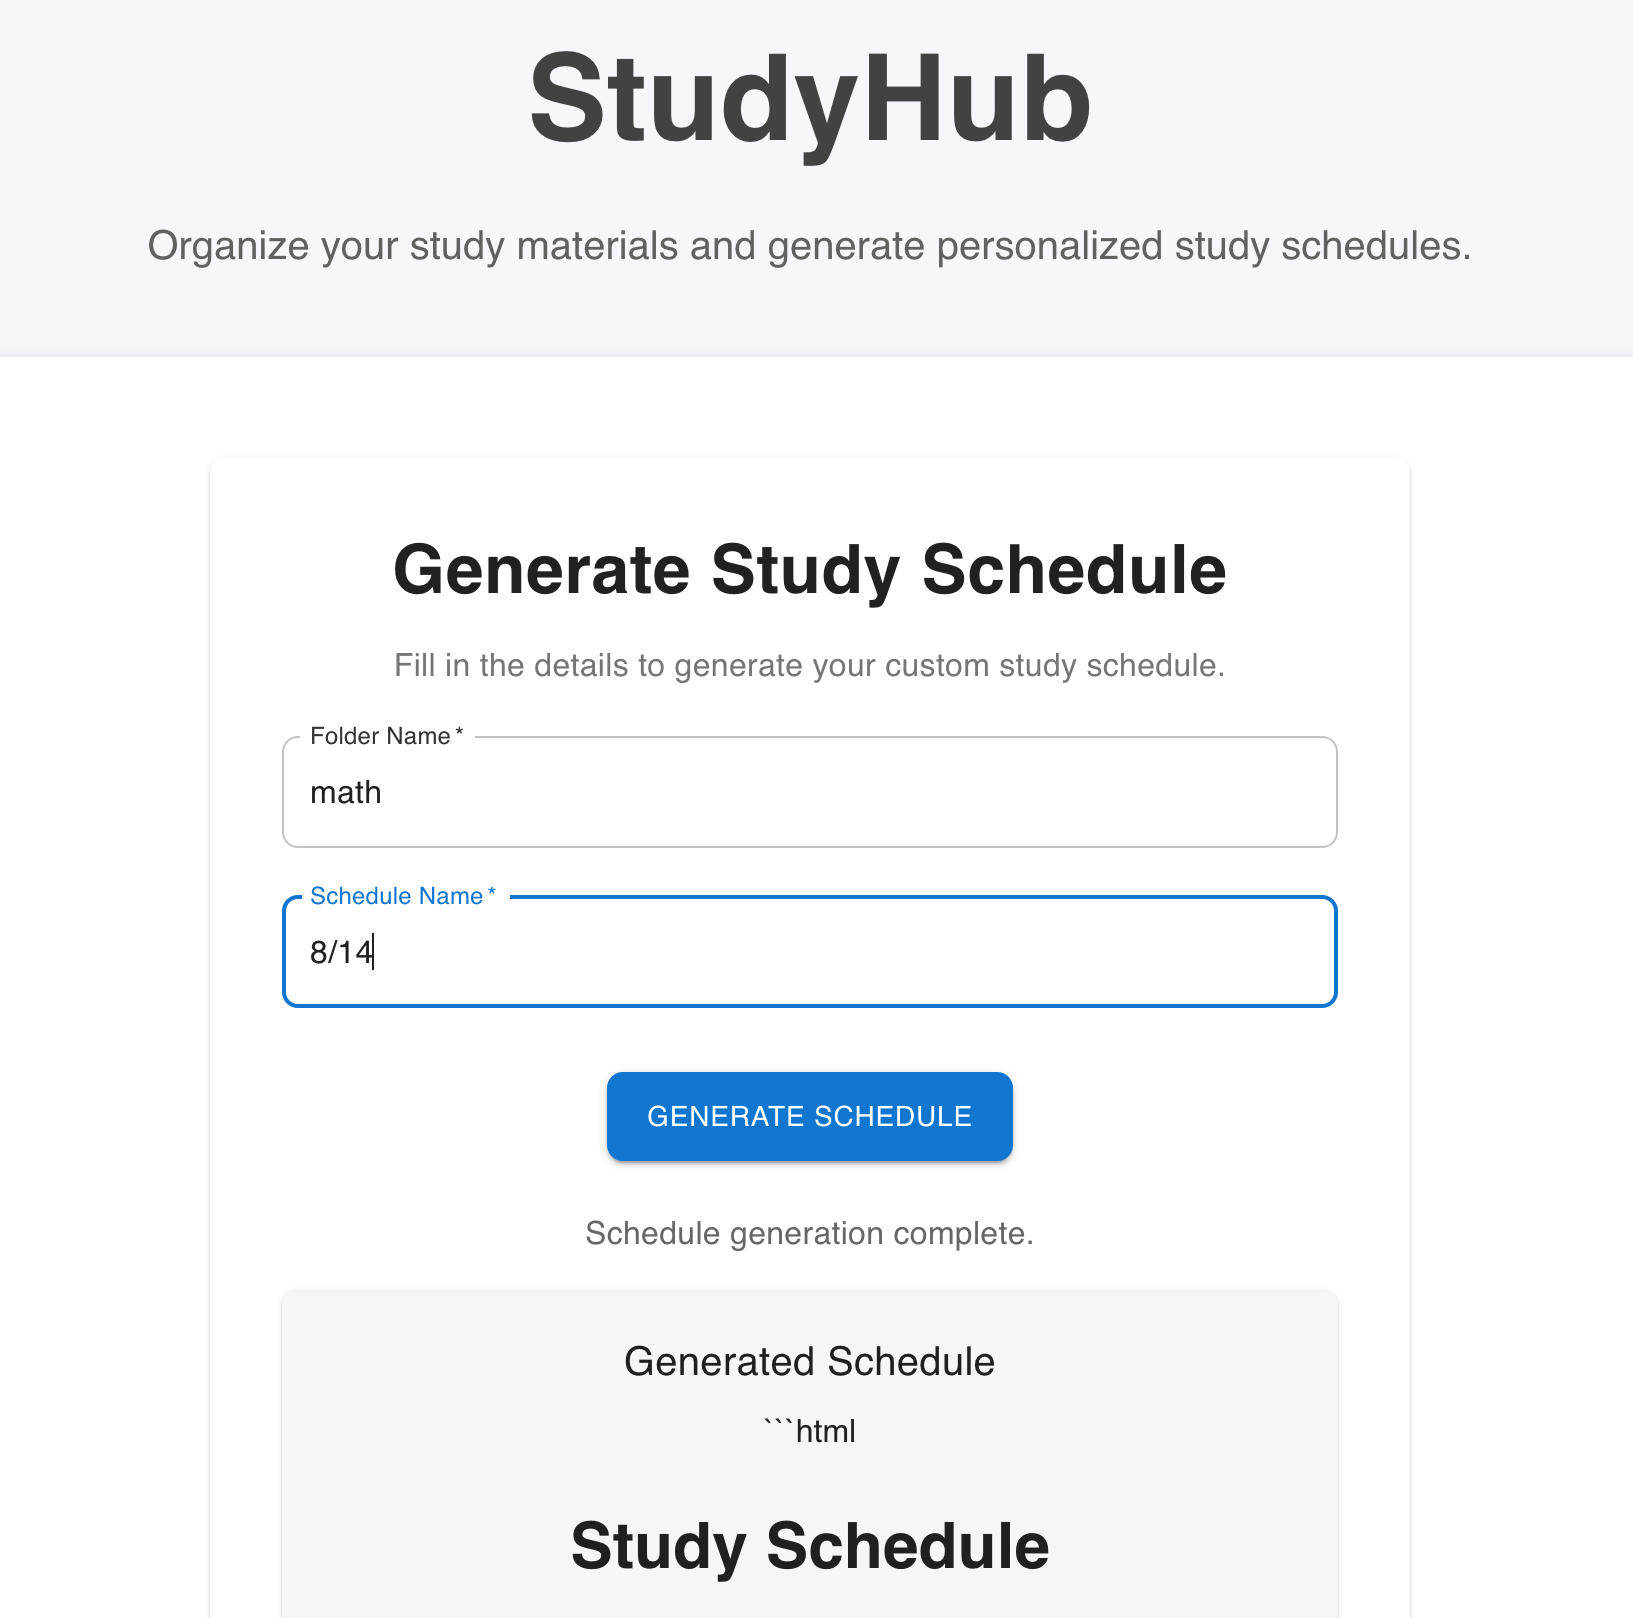 StudyHub
Organize your study materials and generate personalized study schedules.
Generate Study Schedule
Fill in the details to generate your custom study schedule.
Folder Name *
math
Schedule Name *
8/14
GENERATE SCHEDULE
Schedule generation complete.
Generated Schedule
```html
Study Schedule